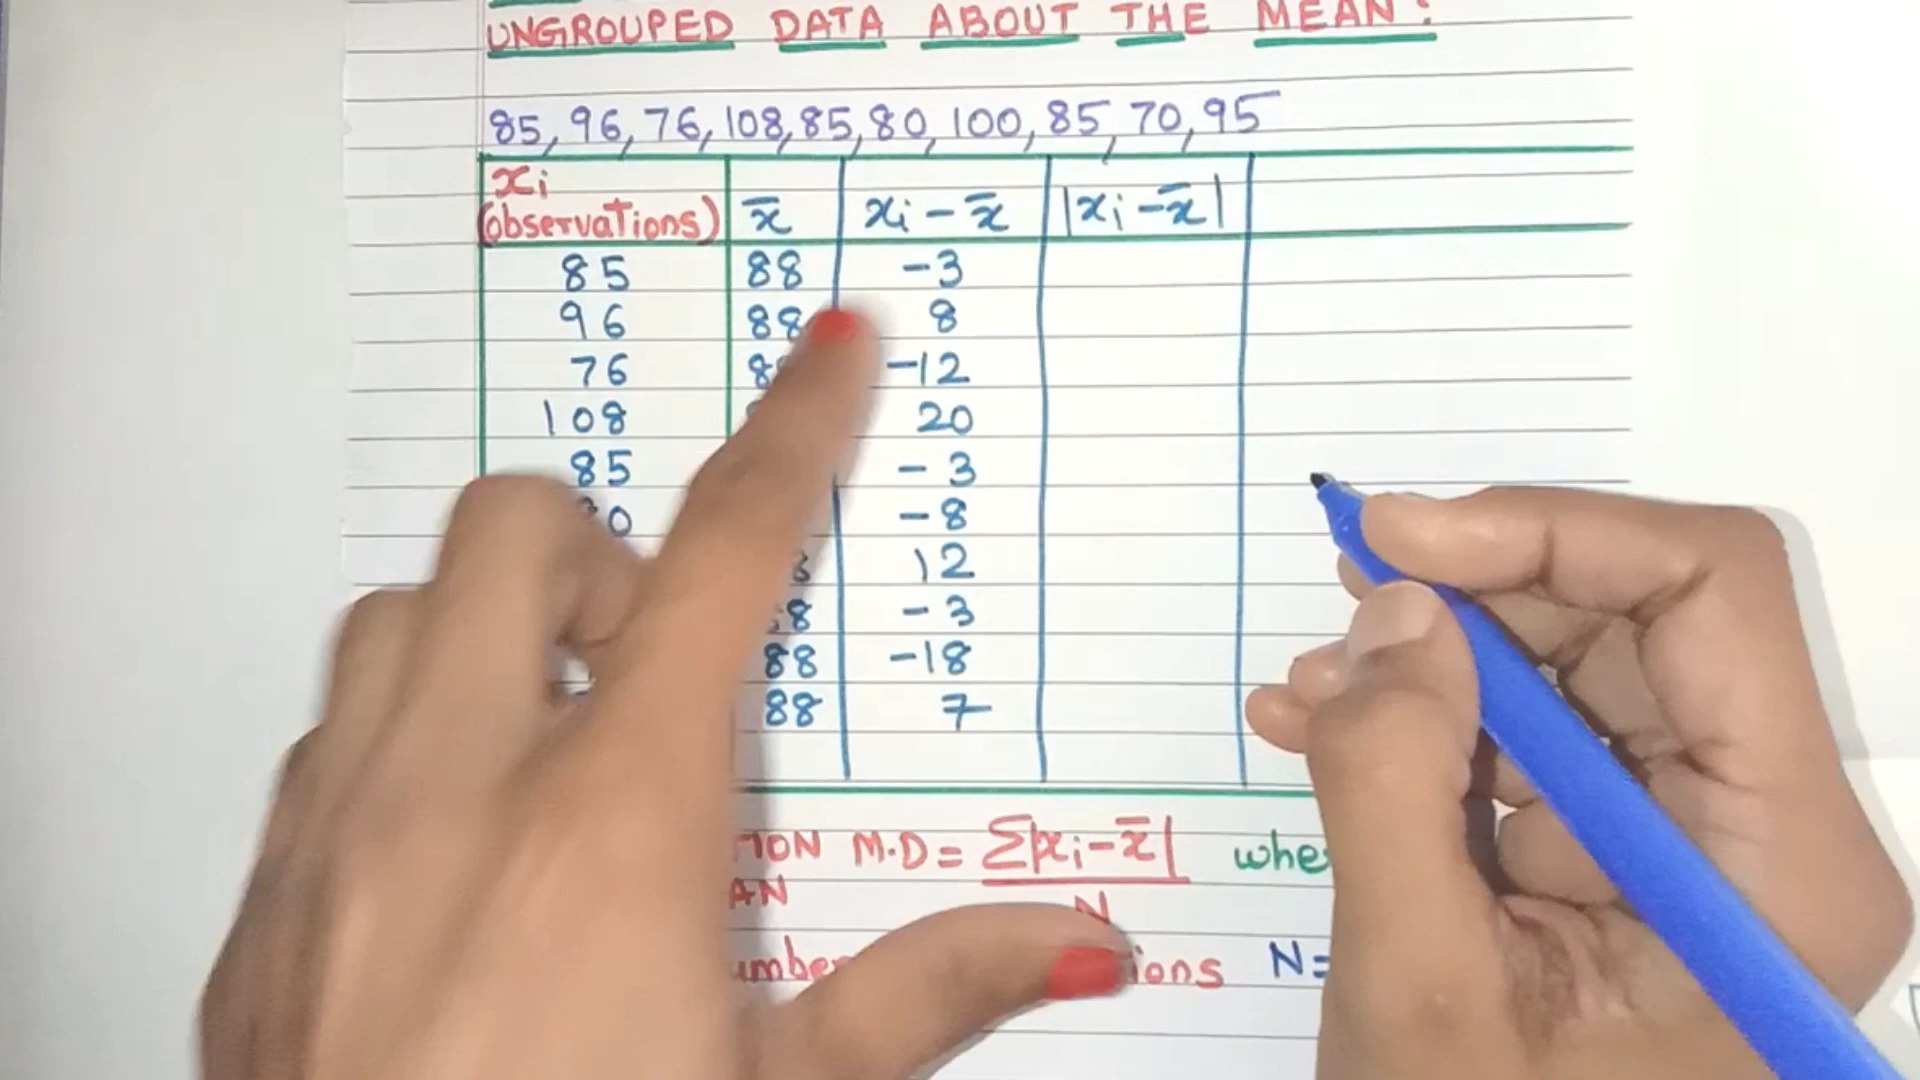 UNGROUPED DATA ABOUT THE MEAN:
85, 96, 76, 108, 85, 80, 100, 85, 70, 95
xi (observations) x̄ xi - x̄ |xi - x̄|
85 88 -3
96 88 8
76 -12
108 20
85 -3
-8
12
-3
88 -18
88 7
M.D = Σ|xi - x̄|
N
N=